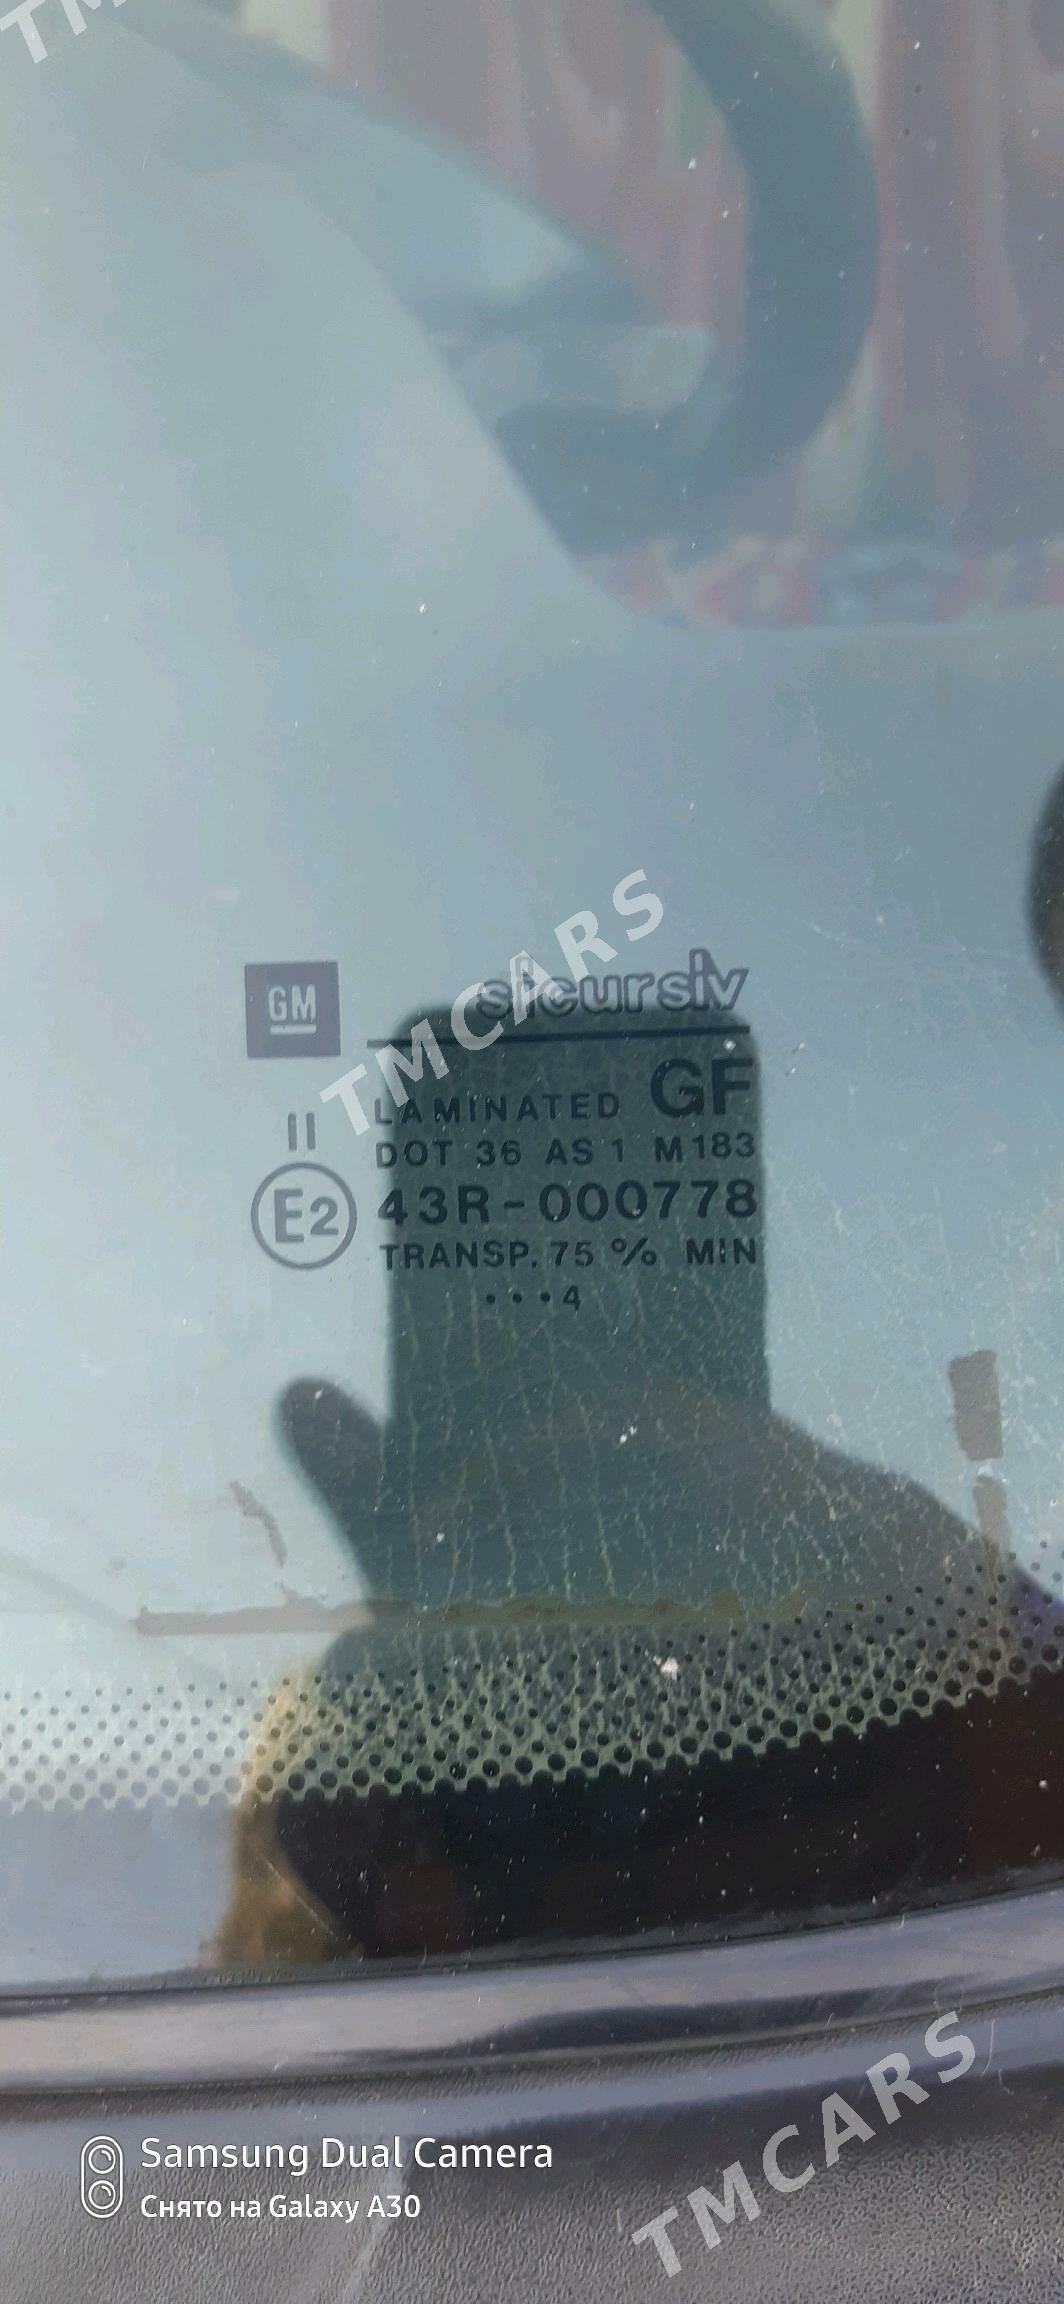 TM
TMCARS
GM
sicursiv
LAMINATED GF
DOT 36 AS 1 M183
II
E2
43R-000778
TRANSP. 75 % MIN
•••4
TMCARS
Samsung Dual Camera
Снято на Galaxy A30